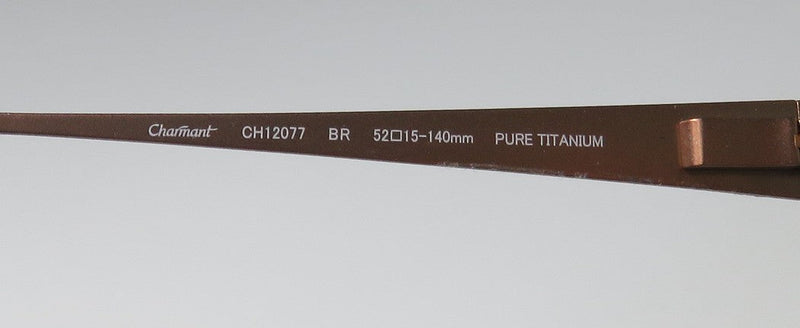 Charmant CH12077 BR 52□15-140mm PURE TITANIUM